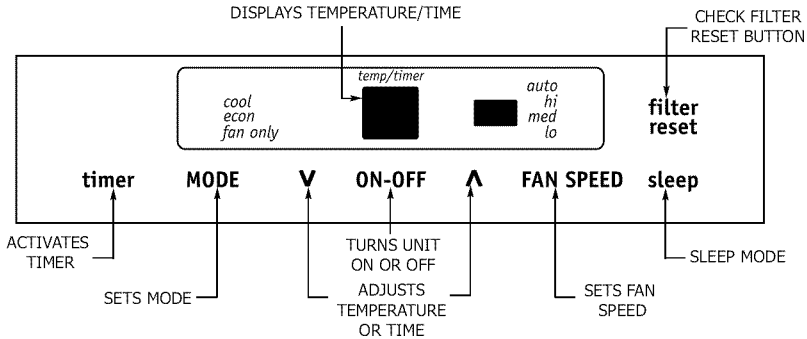 DISPLAYS TEMPERATURE/TIME
CHECK FILTER
RESET BUTTON
temp/timer
cool
econ
fan only
auto
hi
med
lo
filter
reset
timer MODE V ON-OFF Λ FAN SPEED sleep
ACTIVATES
TIMER
SETS MODE
TURNS UNIT
ON OR OFF
ADJUSTS
TEMPERATURE
OR TIME
SETS FAN
SPEED
SLEEP MODE